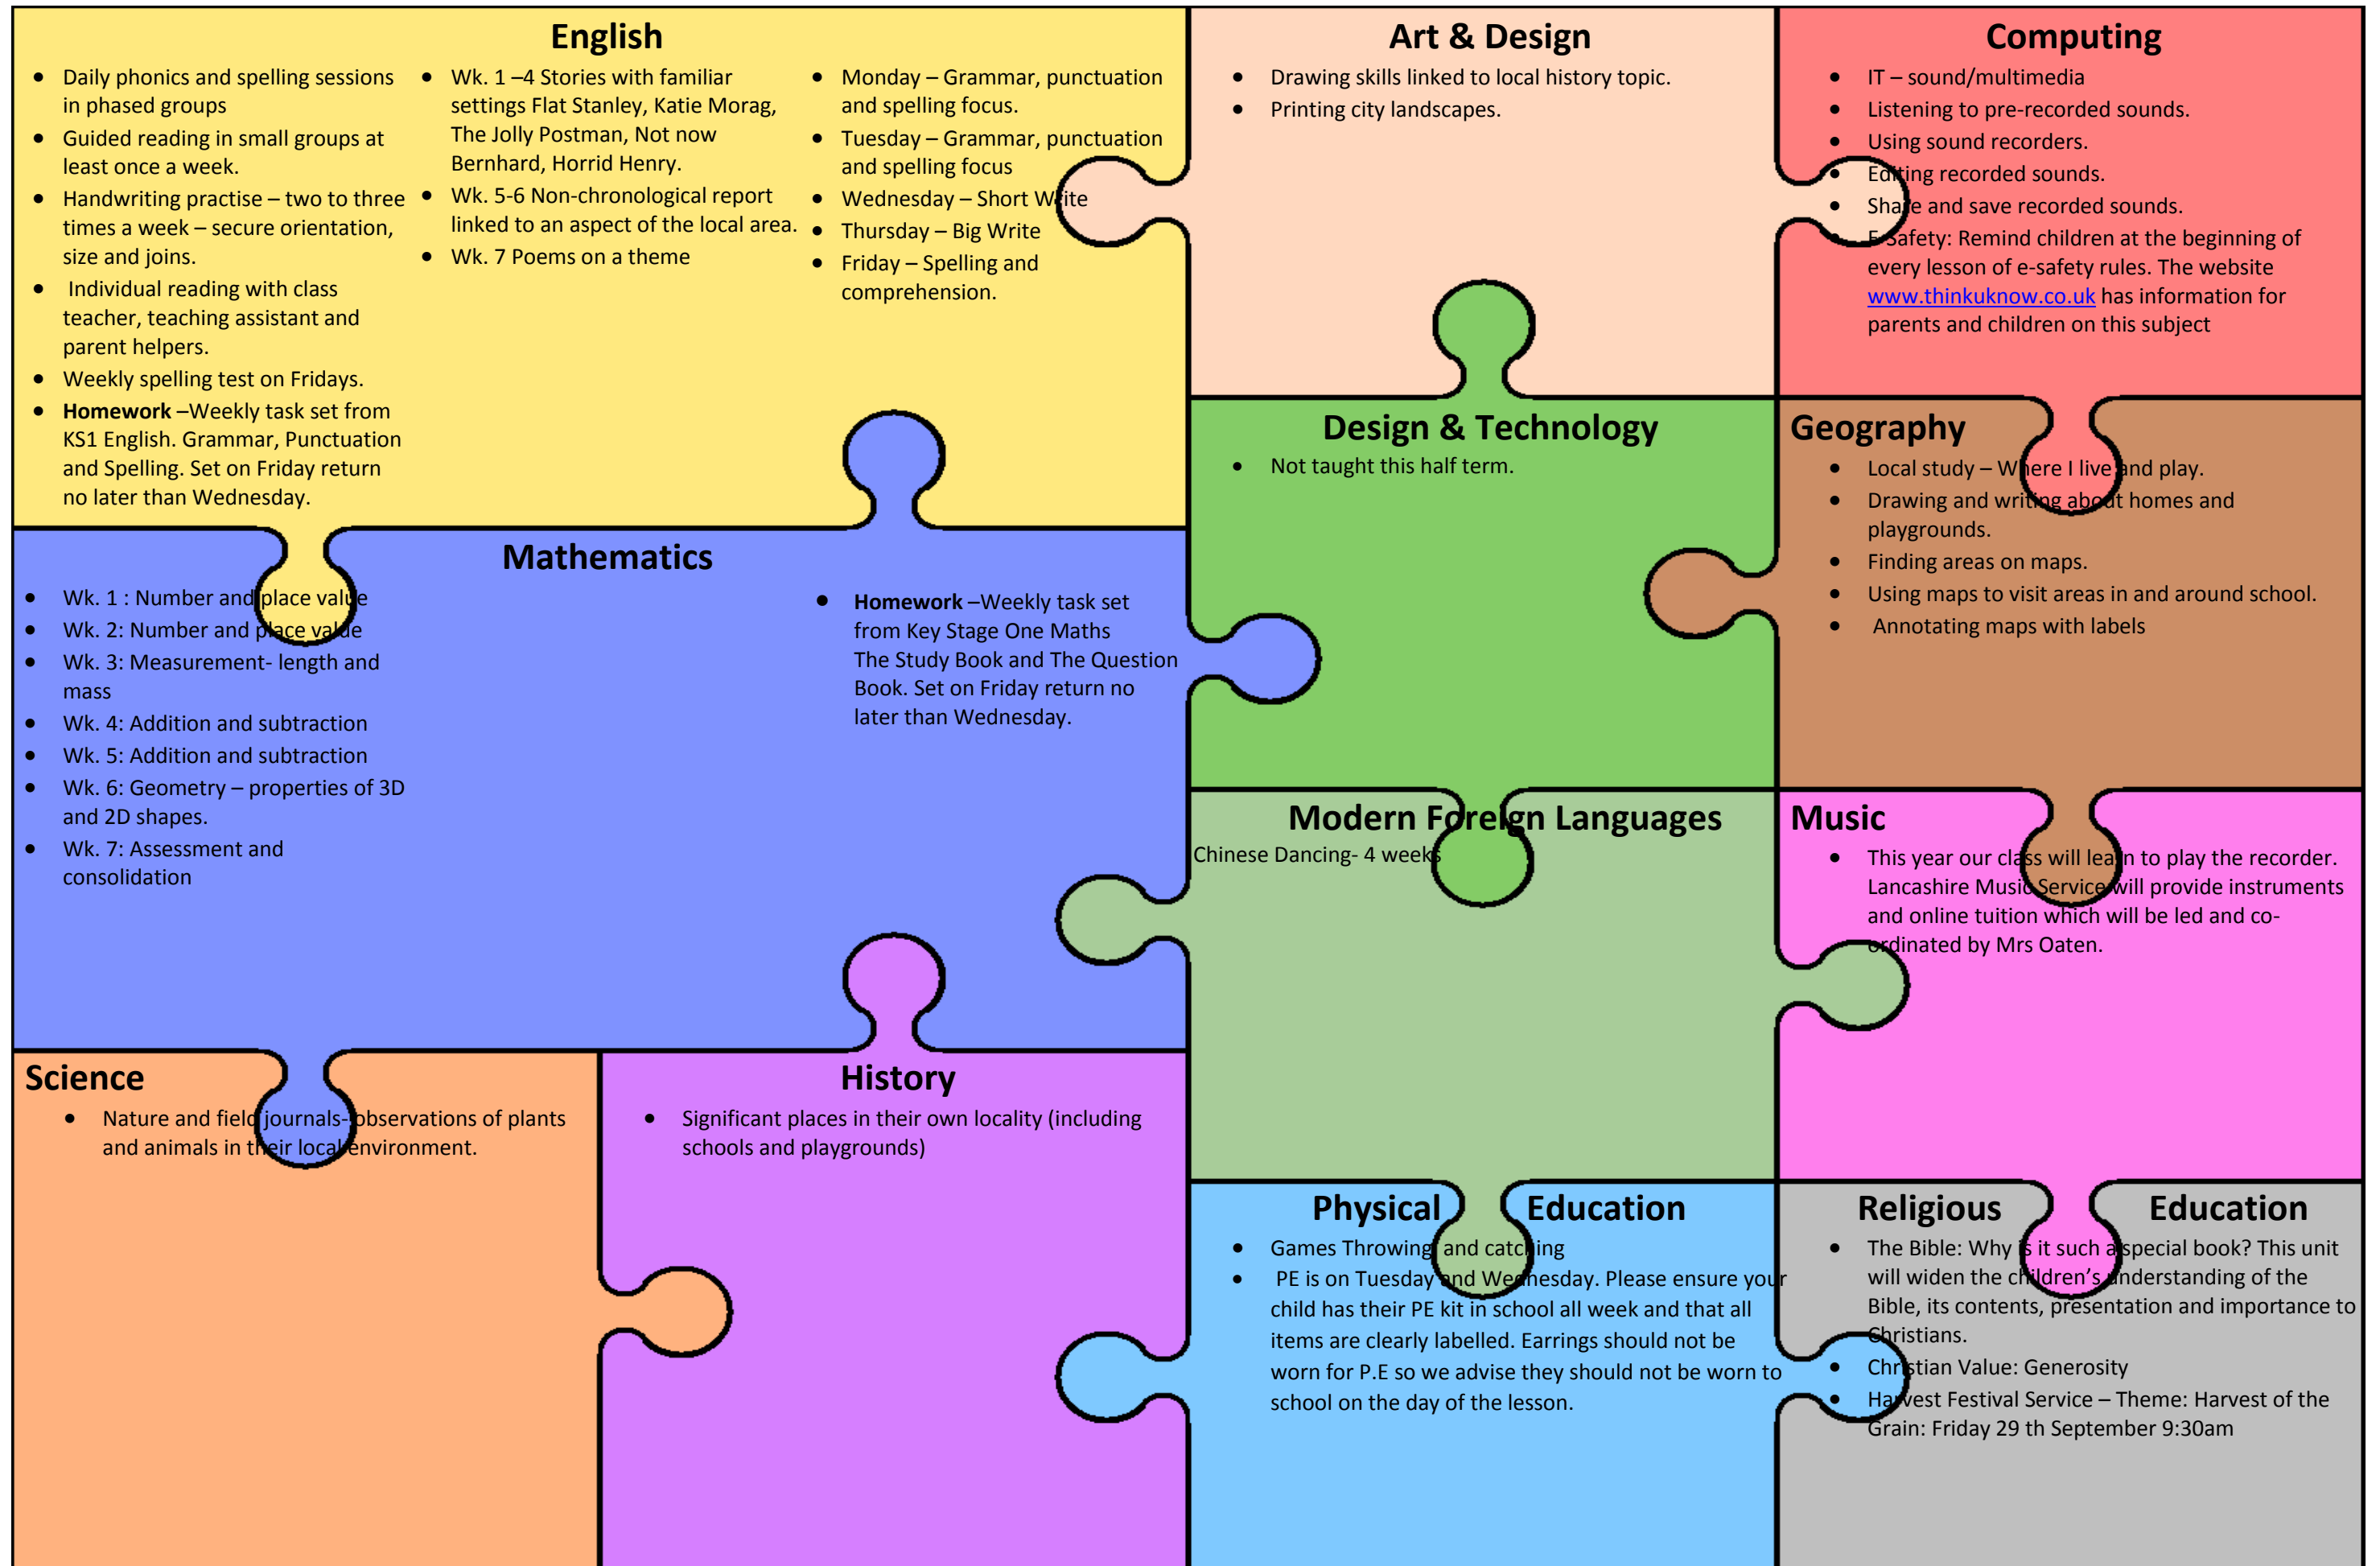 English
• Daily phonics and spelling sessions
in phased groups
• Guided reading in small groups at
least once a week.
• Handwriting practise – two to three
times a week – secure orientation,
size and joins.
• Individual reading with class
teacher, teaching assistant and
parent helpers.
• Weekly spelling test on Fridays.
• Homework –Weekly task set from
KS1 English. Grammar, Punctuation
and Spelling. Set on Friday return
no later than Wednesday.
• Wk. 1 –4 Stories with familiar
settings Flat Stanley, Katie Morag,
The Jolly Postman, Not now
Bernhard, Horrid Henry.
• Wk. 5-6 Non-chronological report
linked to an aspect of the local area.
• Wk. 7 Poems on a theme
• Monday – Grammar, punctuation
and spelling focus.
• Tuesday – Grammar, punctuation
and spelling focus
• Wednesday – Short Write
• Thursday – Big Write
• Friday – Spelling and
comprehension.
Art & Design
• Drawing skills linked to local history topic.
• Printing city landscapes.
Computing
• IT – sound/multimedia
• Listening to pre-recorded sounds.
• Using sound recorders.
• Editing recorded sounds.
• Share and save recorded sounds.
• E-Safety: Remind children at the beginning of
every lesson of e-safety rules. The website
www.thinkuknow.co.uk has information for
parents and children on this subject
Design & Technology
• Not taught this half term.
Geography
• Local study – Where I live and play.
• Drawing and writing about homes and
playgrounds.
• Finding areas on maps.
• Using maps to visit areas in and around school.
• Annotating maps with labels
Mathematics
• Wk. 1 : Number and place value
• Wk. 2: Number and place value
• Wk. 3: Measurement- length and
mass
• Wk. 4: Addition and subtraction
• Wk. 5: Addition and subtraction
• Wk. 6: Geometry – properties of 3D
and 2D shapes.
• Wk. 7: Assessment and
consolidation
• Homework –Weekly task set
from Key Stage One Maths
The Study Book and The Question
Book. Set on Friday return no
later than Wednesday.
Modern Foreign Languages
Chinese Dancing- 4 weeks
Music
• This year our class will learn to play the recorder.
Lancashire Music Service will provide instruments
and online tuition which will be led and co-
ordinated by Mrs Oaten.
Science
• Nature and field journals- observations of plants
and animals in their local environment.
History
• Significant places in their own locality (including
schools and playgrounds)
Physical Education
• Games Throwing and catching
• PE is on Tuesday and Wednesday. Please ensure your
child has their PE kit in school all week and that all
items are clearly labelled. Earrings should not be
worn for P.E so we advise they should not be worn to
school on the day of the lesson.
Religious Education
• The Bible: Why is it such a special book? This unit
will widen the children’s understanding of the
Bible, its contents, presentation and importance to
Christians.
• Christian Value: Generosity
• Harvest Festival Service – Theme: Harvest of the
Grain: Friday 29 th September 9:30am